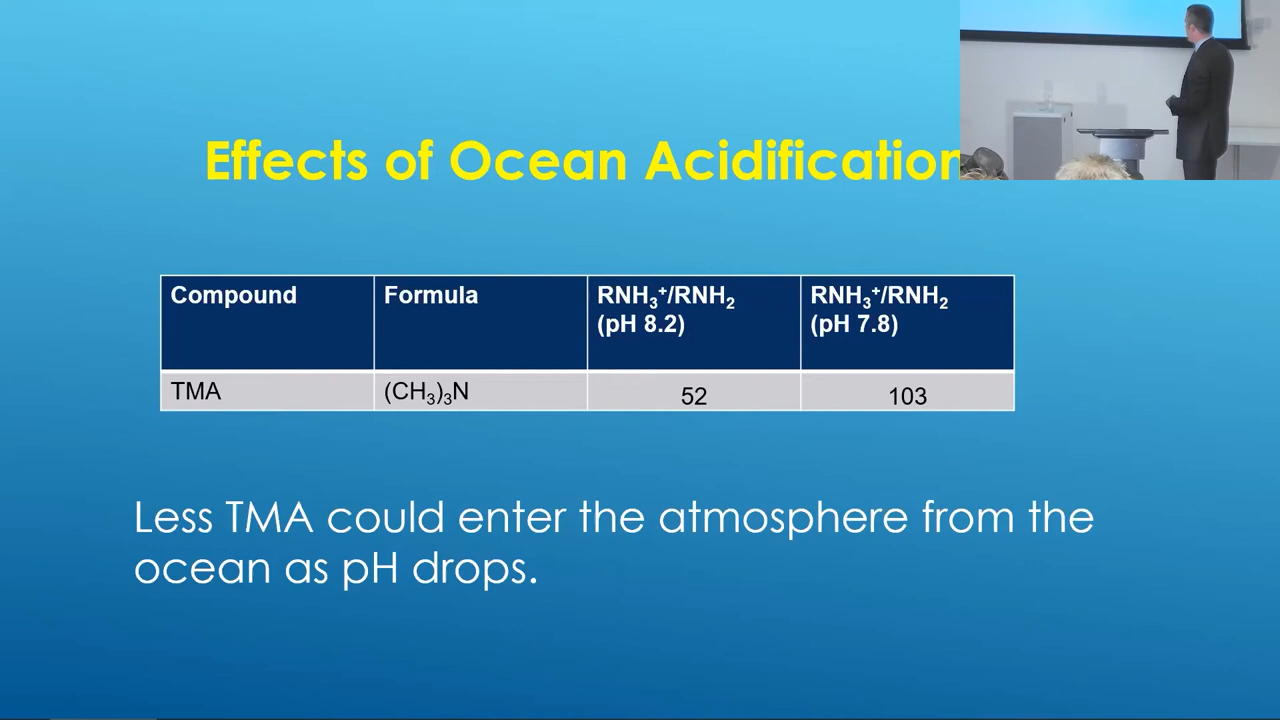 Effects of Ocean Acidification
Compound Formula RNH₃⁺/RNH₂ (pH 8.2) RNH₃⁺/RNH₂ (pH 7.8)
TMA (CH₃)₃N 52 103
Less TMA could enter the atmosphere from the
ocean as pH drops.